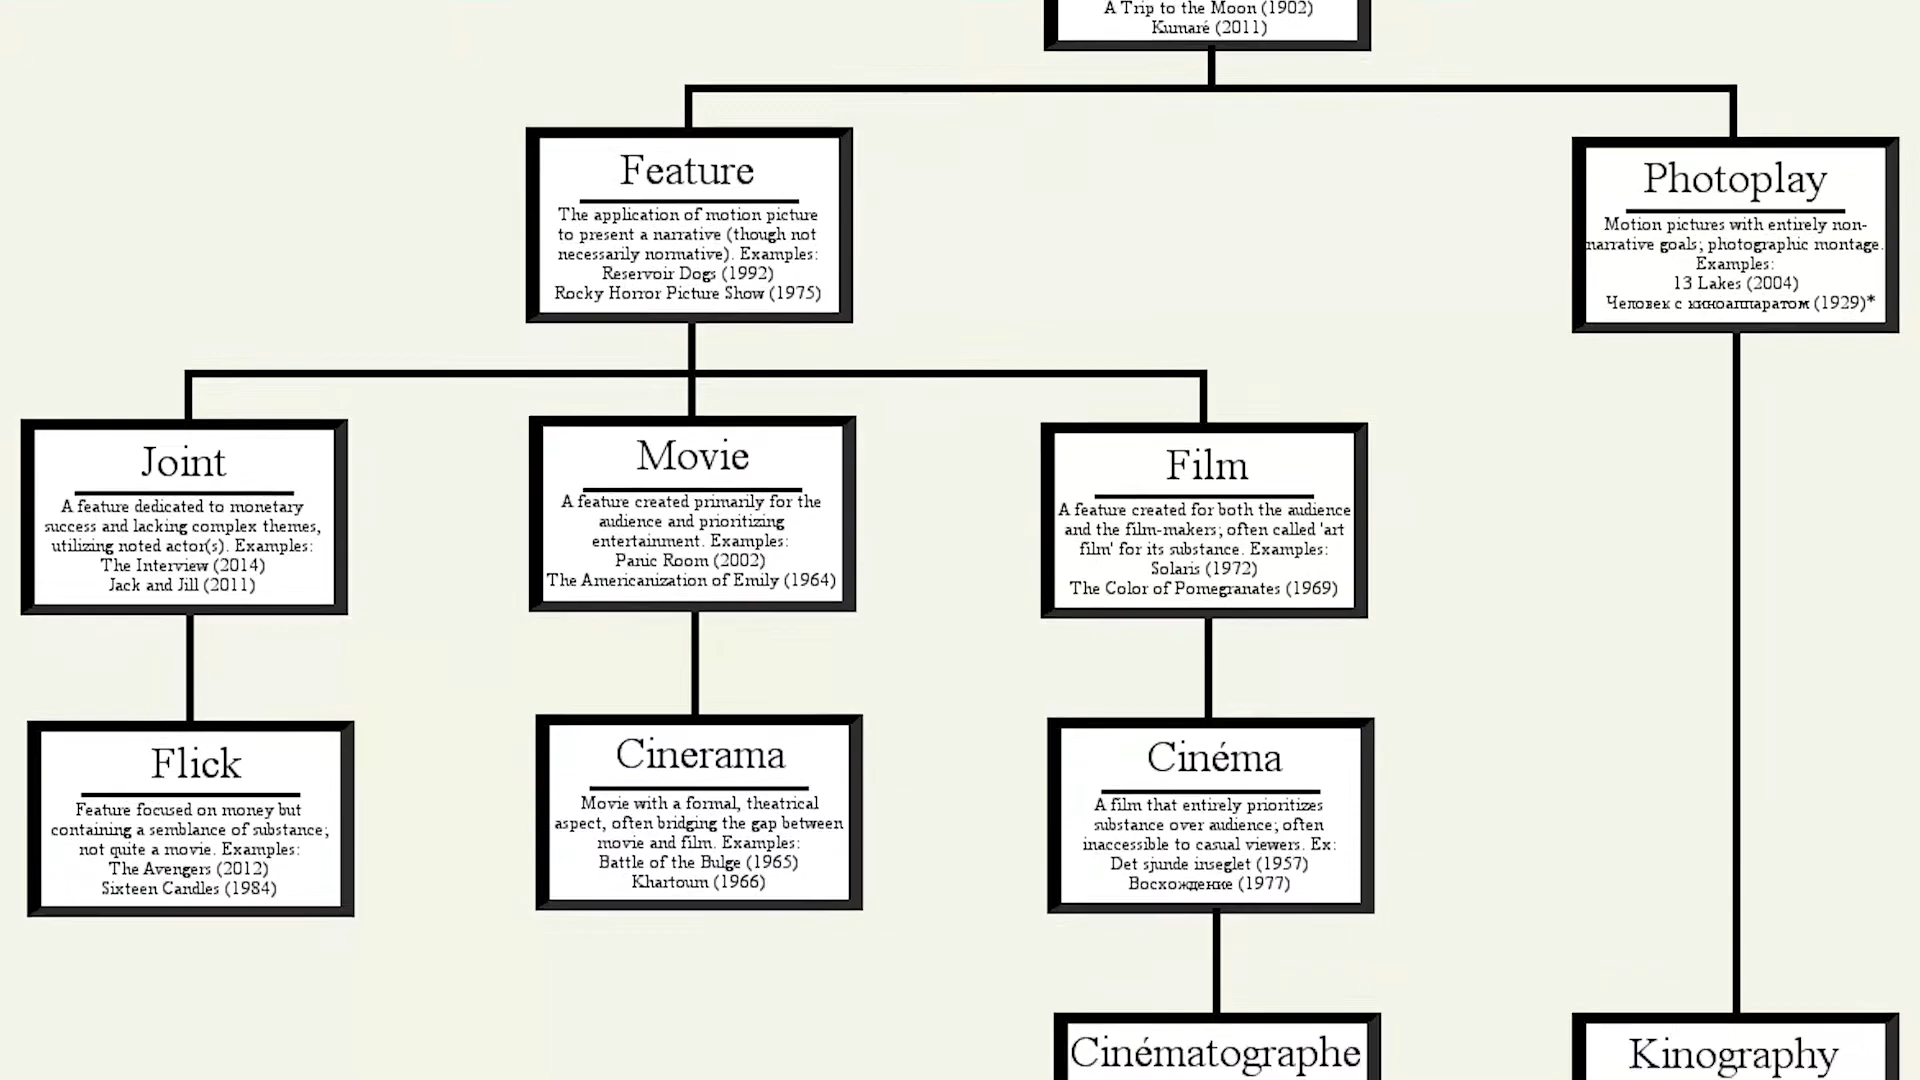 A Trip to the Moon (1902)
Kumaré (2011)
Feature
The application of motion picture
to present a narrative (though not
necessarily normative). Examples:
Reservoir Dogs (1992)
Rocky Horror Picture Show (1975)
Photoplay
Motion pictures with entirely non-
narrative goals; photographic montage.
Examples:
13 Lakes (2004)
Человек с киноаппаратом (1929)*
Joint
A feature dedicated to monetary
success and lacking complex themes,
utilizing noted actor(s). Examples:
The Interview (2014)
Jack and Jill (2011)
Movie
A feature created primarily for the
audience and prioritizing
entertainment. Examples:
Panic Room (2002)
The Americanization of Emily (1964)
Film
A feature created for both the audience
and the film-makers; often called 'art
film' for its substance. Examples:
Solaris (1972)
The Color of Pomegranates (1969)
Flick
Feature focused on money but
containing a semblance of substance;
not quite a movie. Examples:
The Avengers (2012)
Sixteen Candles (1984)
Cinerama
Movie with a formal, theatrical
aspect, often bridging the gap between
movie and film. Examples:
Battle of the Bulge (1965)
Khartoum (1966)
Cinéma
A film that entirely prioritizes
substance over audience; often
inaccessible to casual viewers. Ex:
Det sjunde inseglet (1957)
Восхождение (1977)
Cinématographe
Kinography